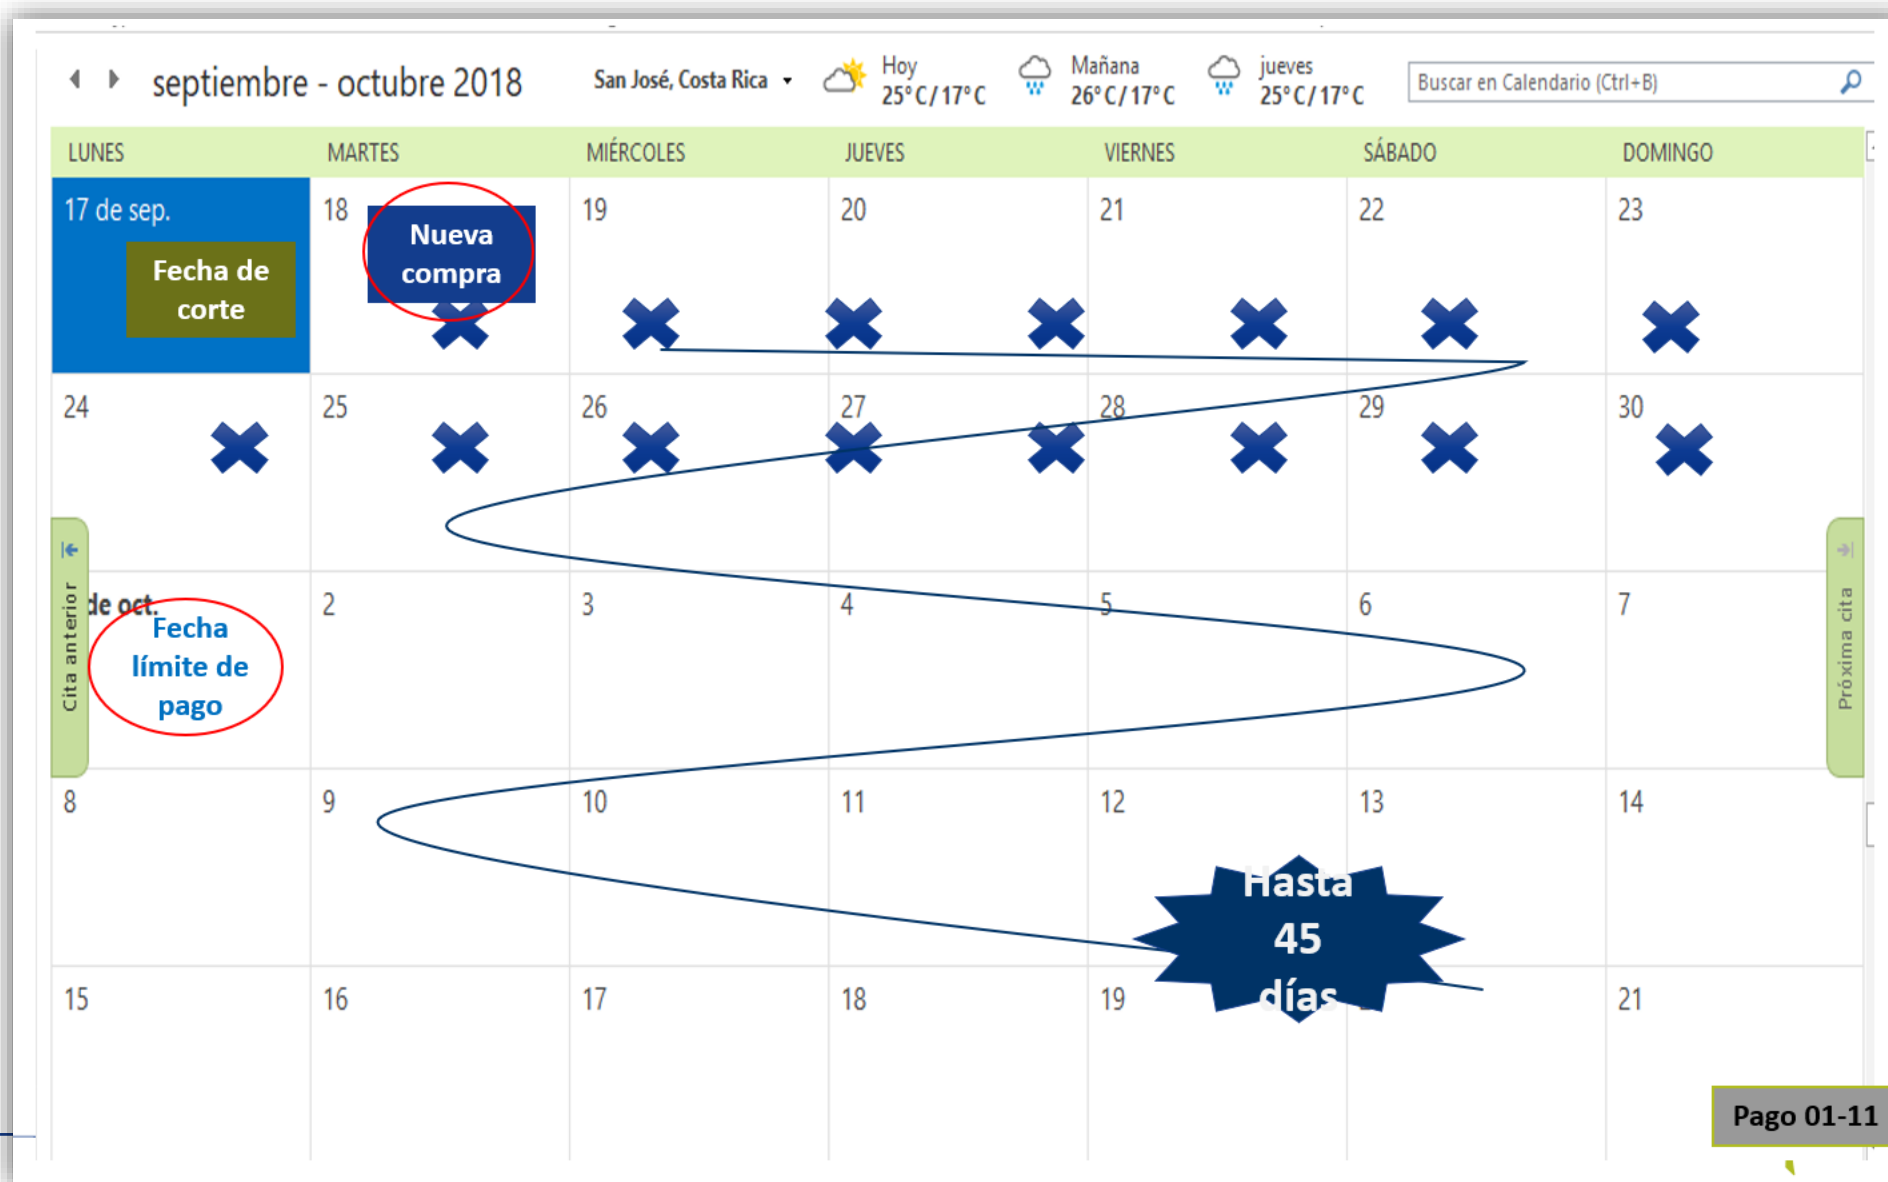 septiembre - octubre 2018
San José, Costa Rica
Hoy
25°C/17°C
Mañana
26°C/17°C
jueves
25°C/17°C
Buscar en Calendario (Ctrl+B)
LUNES MARTES MIÉRCOLES JUEVES VIERNES SÁBADO DOMINGO
17 de sep. 18 19 20 21 22 23
Fecha de
corte
Nueva
compra
24 25 26 27 28 29 30
de oct. 2 3 4 5 6 7
Fecha
límite de
pago
Cita anterior
Próxima cita
8 9 10 11 12 13 14
Hasta
45
días
15 16 17 18 19 21
Pago 01-11